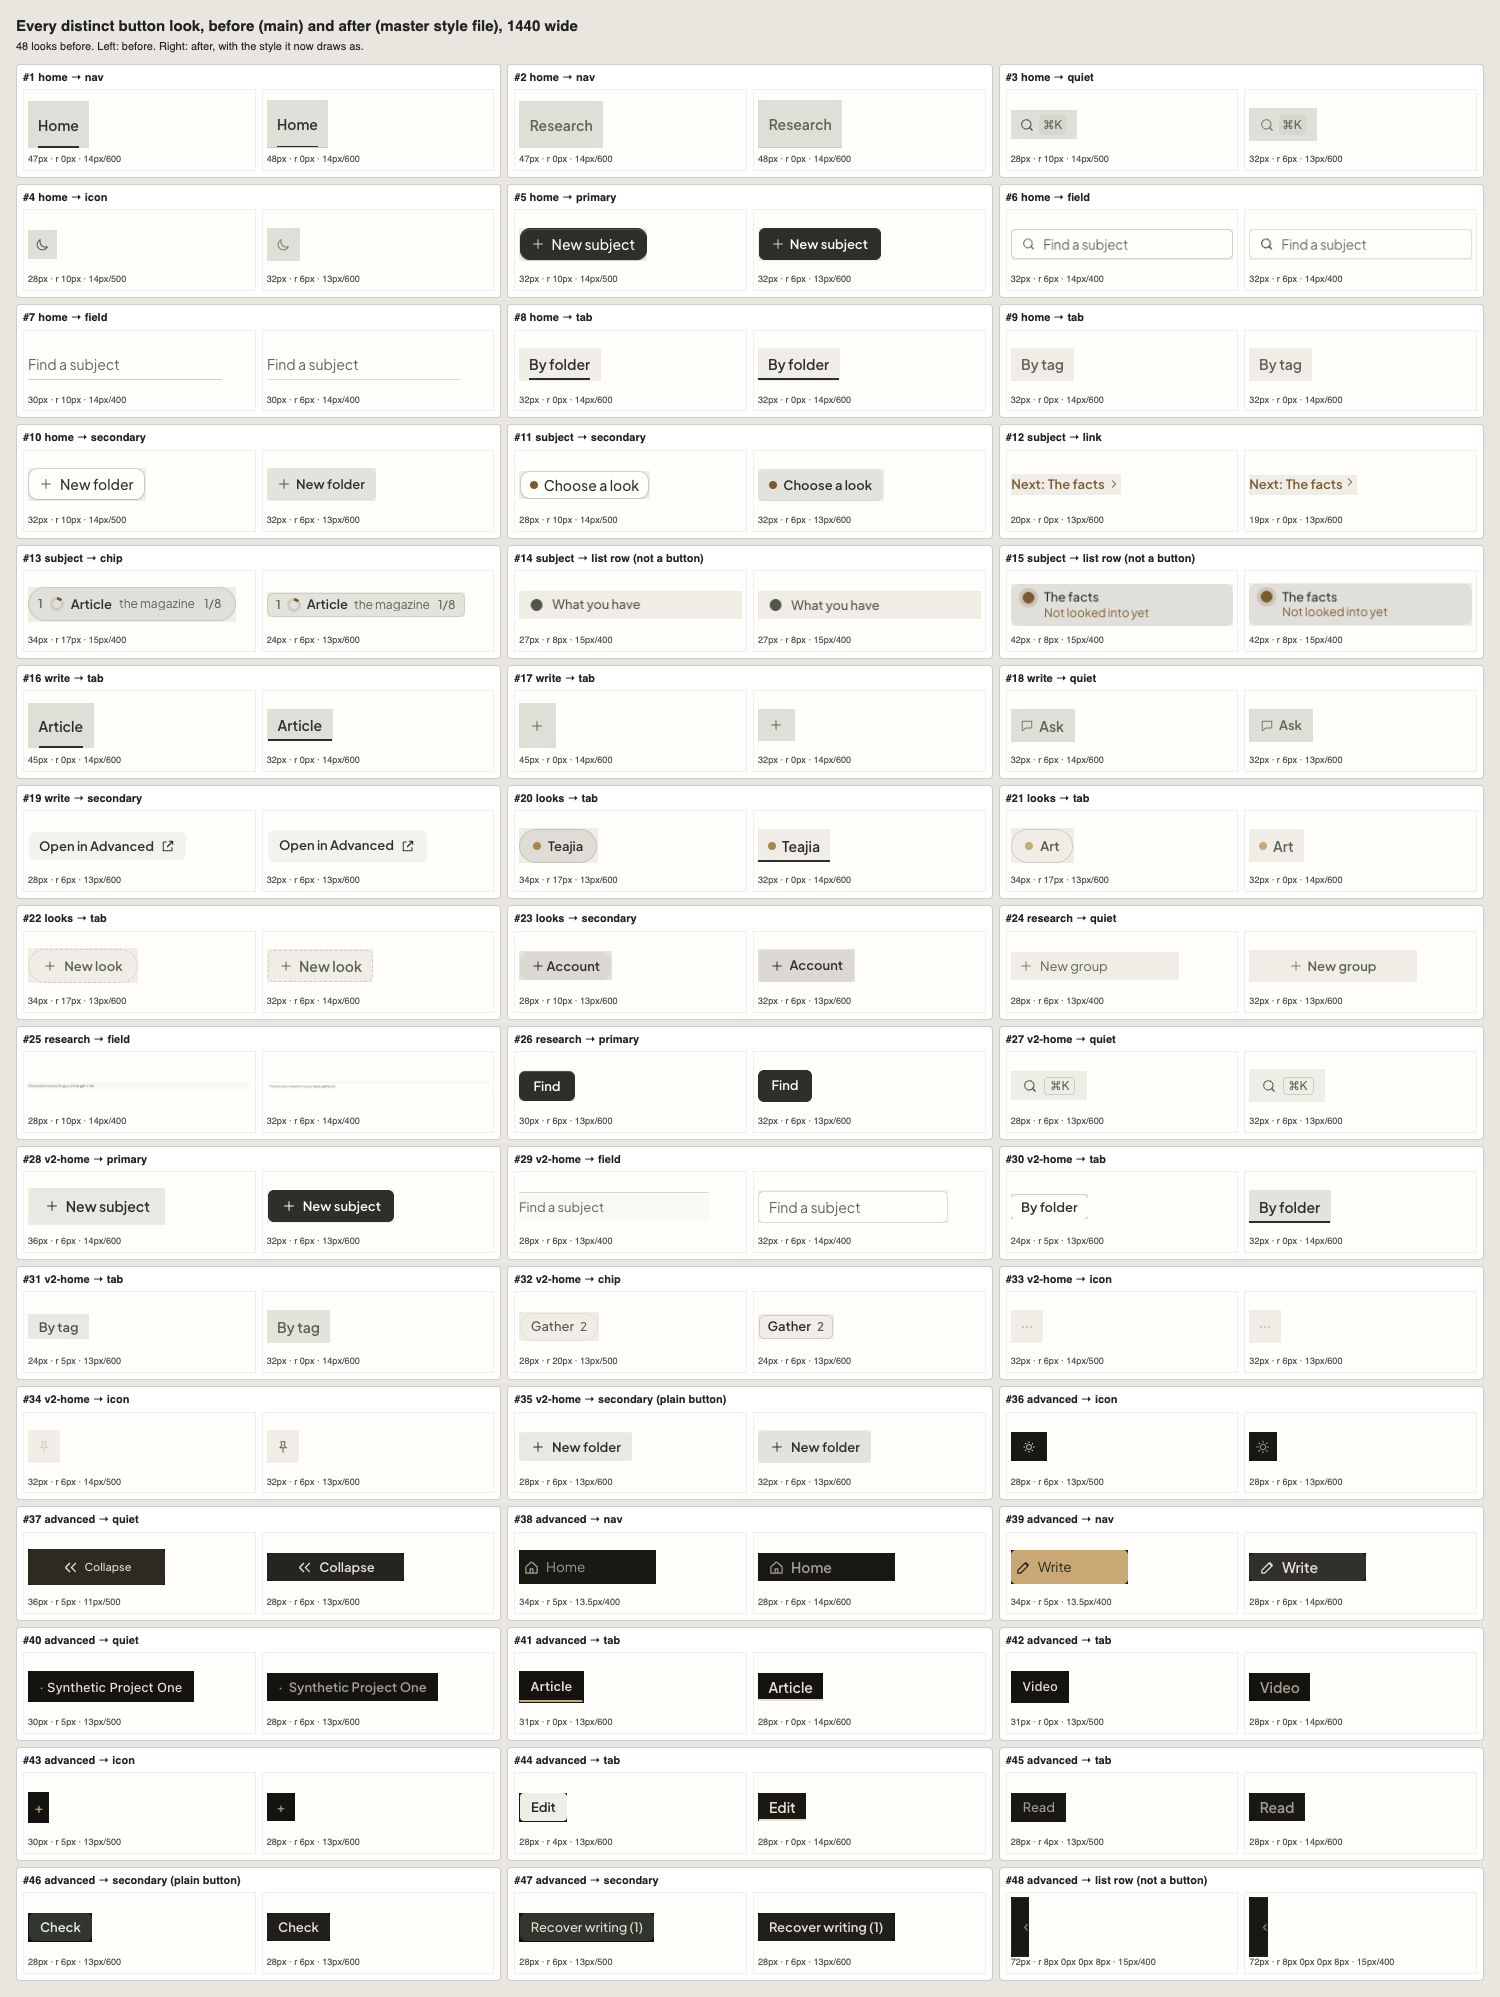 Every distinct button look, before (main) and after (master style file), 1440 wide
48 looks before. Left: before. Right: after, with the style it now draws as.
#1 home → nav
Home
Home
47px · r 0px · 14px/600
48px · r 0px · 14px/600
#2 home → nav
Research
Research
47px · r 0px · 14px/600
48px · r 0px · 14px/600
#3 home → quiet
⌘K
⌘K
28px · r 10px · 14px/500
32px · r 6px · 13px/600
#4 home → icon
28px · r 10px · 14px/500
32px · r 6px · 13px/600
#5 home → primary
+ New subject
+ New subject
32px · r 10px · 14px/500
32px · r 6px · 13px/600
#6 home → field
Find a subject
Find a subject
32px · r 6px · 14px/400
32px · r 6px · 14px/400
#7 home → field
Find a subject
Find a subject
30px · r 10px · 14px/400
30px · r 6px · 14px/400
#8 home → tab
By folder
By folder
32px · r 0px · 14px/600
32px · r 0px · 14px/600
#9 home → tab
By tag
By tag
32px · r 0px · 14px/600
32px · r 0px · 14px/600
#10 home → secondary
+ New folder
+ New folder
32px · r 10px · 14px/500
32px · r 6px · 13px/600
#11 subject → secondary
Choose a look
Choose a look
28px · r 10px · 14px/500
32px · r 6px · 13px/600
#12 subject → link
Next: The facts >
Next: The facts >
20px · r 0px · 13px/600
19px · r 0px · 13px/600
#13 subject → chip
1 Article the magazine 1/8
1 Article the magazine 1/8
34px · r 17px · 15px/400
24px · r 6px · 13px/600
#14 subject → list row (not a button)
What you have
What you have
27px · r 8px · 15px/400
27px · r 8px · 15px/400
#15 subject → list row (not a button)
The facts
Not looked into yet
The facts
Not looked into yet
42px · r 8px · 15px/400
42px · r 8px · 15px/400
#16 write → tab
Article
Article
45px · r 0px · 14px/600
32px · r 0px · 14px/600
#17 write → tab
+
+
45px · r 0px · 14px/600
32px · r 0px · 14px/600
#18 write → quiet
Ask
Ask
32px · r 6px · 14px/600
32px · r 6px · 13px/600
#19 write → secondary
Open in Advanced
Open in Advanced
28px · r 6px · 13px/600
32px · r 6px · 13px/600
#20 looks → tab
Teajia
Teajia
34px · r 17px · 13px/600
32px · r 0px · 14px/600
#21 looks → tab
Art
Art
34px · r 17px · 13px/600
32px · r 0px · 14px/600
#22 looks → tab
+ New look
+ New look
34px · r 17px · 13px/600
32px · r 6px · 14px/600
#23 looks → secondary
+ Account
+ Account
28px · r 10px · 13px/600
32px · r 6px · 13px/600
#24 research → quiet
+ New group
+ New group
28px · r 6px · 13px/400
32px · r 6px · 13px/600
#25 research → field
28px · r 10px · 14px/400
32px · r 6px · 14px/400
#26 research → primary
Find
Find
30px · r 6px · 13px/600
32px · r 6px · 13px/600
#27 v2-home → quiet
⌘K
⌘K
28px · r 6px · 13px/600
32px · r 6px · 13px/600
#28 v2-home → primary
+ New subject
+ New subject
36px · r 6px · 14px/600
32px · r 6px · 13px/600
#29 v2-home → field
Find a subject
Find a subject
28px · r 6px · 13px/400
32px · r 6px · 14px/400
#30 v2-home → tab
By folder
By folder
24px · r 5px · 13px/600
32px · r 0px · 14px/600
#31 v2-home → tab
By tag
By tag
24px · r 5px · 13px/600
32px · r 0px · 14px/600
#32 v2-home → chip
Gather 2
Gather 2
28px · r 20px · 13px/500
24px · r 6px · 13px/600
#33 v2-home → icon
...
...
32px · r 6px · 14px/500
32px · r 6px · 13px/600
#34 v2-home → icon
32px · r 6px · 14px/500
32px · r 6px · 13px/600
#35 v2-home → secondary (plain button)
+ New folder
+ New folder
28px · r 6px · 13px/600
32px · r 6px · 13px/600
#36 advanced → icon
28px · r 6px · 13px/500
28px · r 6px · 13px/600
#37 advanced → quiet
Collapse
Collapse
36px · r 5px · 11px/500
28px · r 6px · 13px/600
#38 advanced → nav
Home
Home
34px · r 5px · 13.5px/400
28px · r 6px · 14px/600
#39 advanced → nav
Write
Write
34px · r 5px · 13.5px/400
28px · r 6px · 14px/600
#40 advanced → quiet
· Synthetic Project One
· Synthetic Project One
30px · r 5px · 13px/500
28px · r 6px · 13px/600
#41 advanced → tab
Article
Article
31px · r 0px · 13px/600
28px · r 0px · 14px/600
#42 advanced → tab
Video
Video
31px · r 0px · 13px/500
28px · r 0px · 14px/600
#43 advanced → icon
+
+
30px · r 5px · 13px/500
28px · r 6px · 13px/600
#44 advanced → tab
Edit
Edit
28px · r 4px · 13px/600
28px · r 0px · 14px/600
#45 advanced → tab
Read
Read
28px · r 4px · 13px/500
28px · r 0px · 14px/600
#46 advanced → secondary (plain button)
Check
Check
28px · r 6px · 13px/600
28px · r 6px · 13px/600
#47 advanced → secondary
Recover writing (1)
Recover writing (1)
28px · r 6px · 13px/500
28px · r 6px · 13px/600
#48 advanced → list row (not a button)
72px · r 8px 0px 0px 8px · 15px/400
72px · r 8px 0px 0px 8px · 15px/400